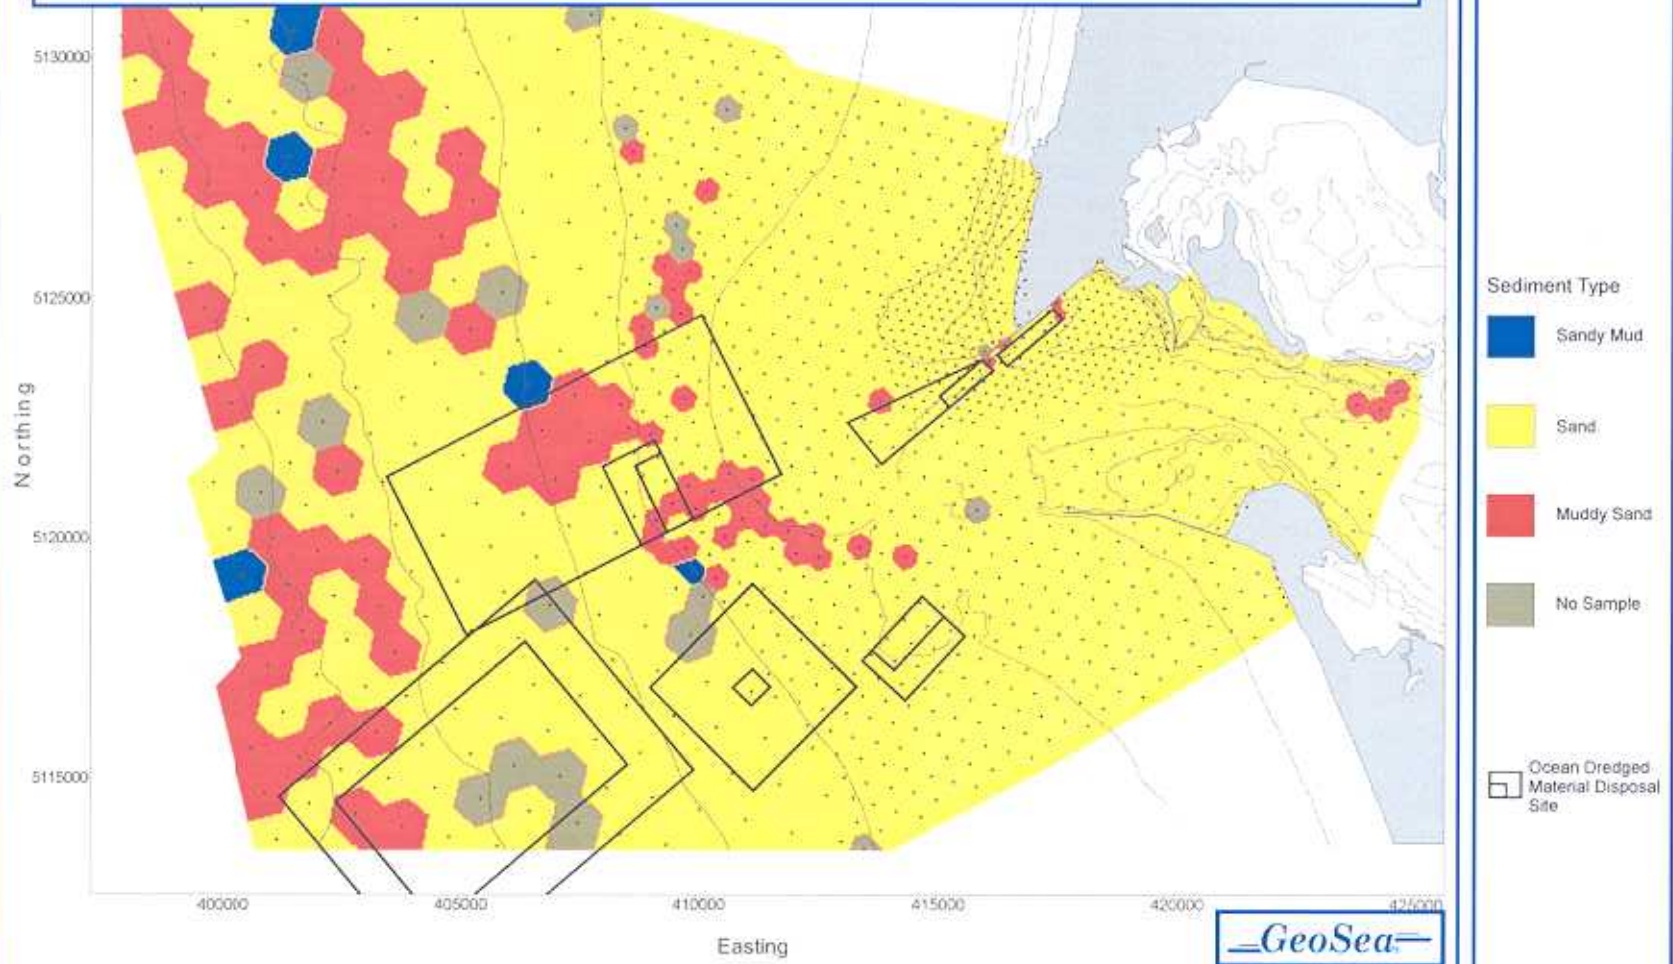 5130000
5125000
5120000
5115000
Northing
400000
405000
410000
415000
420000
425000
Easting
GeoSea
Sediment Type
Sandy Mud
Sand
Muddy Sand
No Sample
Ocean Dredged
Material Disposal
Site